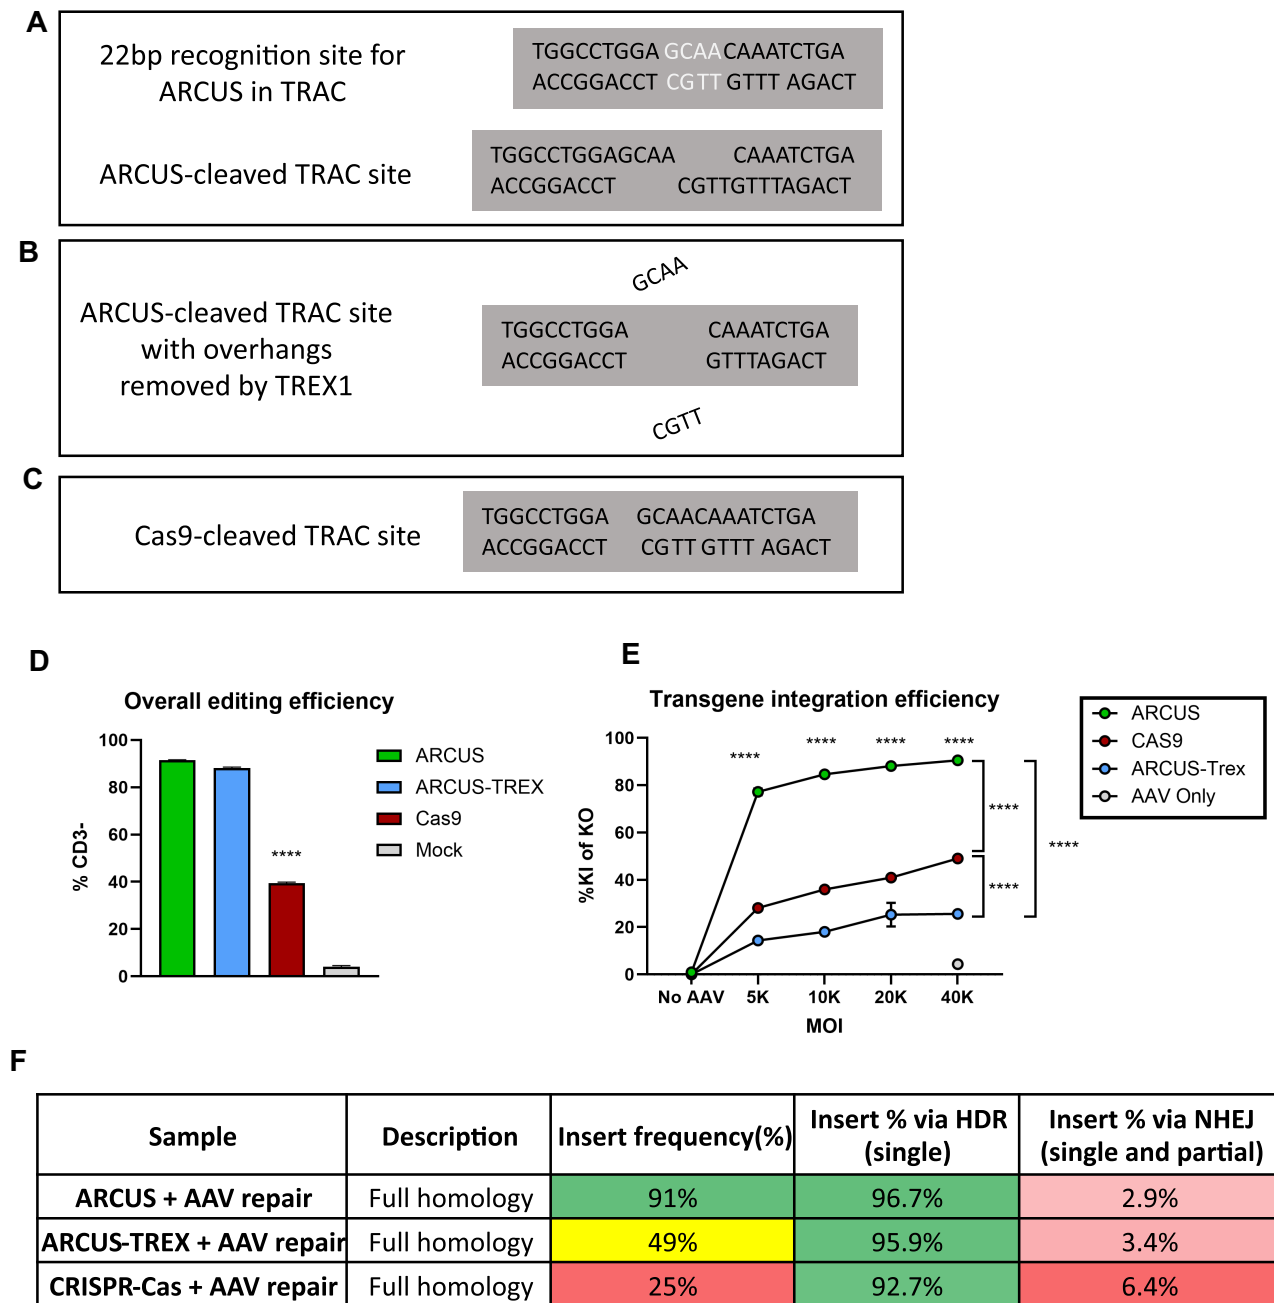 A
22bp recognition site for
ARCUS in TRAC
TGGCCTGGA GCAA CAAATCTGA
ACCGGACCT CGTT GTTT AGACT
ARCUS-cleaved TRAC site
TGGCCTGGAGCAA CAAATCTGA
ACCGGACCT CGTTGTTTAGACT
B
ARCUS-cleaved TRAC site
with overhangs
removed by TREX1
GCAA
TGGCCTGGA CAAATCTGA
ACCGGACCT GTTTAGACT
CGTT
C
Cas9-cleaved TRAC site
TGGCCTGGA GCAACAAATCTGA
ACCGGACCT CGTT GTTT AGACT
D
Overall editing efficiency
% CD3-
100
80
60
40
20
0
****
ARCUS
ARCUS-TREX
Cas9
Mock
E
Transgene integration efficiency
%KI of KO
100
80
60
40
20
0
**** **** **** ****
****
****
****
No AAV 5K 10K 20K 40K
MOI
ARCUS
CAS9
ARCUS-Trex
AAV Only
F
Sample Description Insert frequency(%) Insert % via HDR (single) Insert % via NHEJ (single and partial)
ARCUS + AAV repair Full homology 91% 96.7% 2.9%
ARCUS-TREX + AAV repair Full homology 49% 95.9% 3.4%
CRISPR-Cas + AAV repair Full homology 25% 92.7% 6.4%